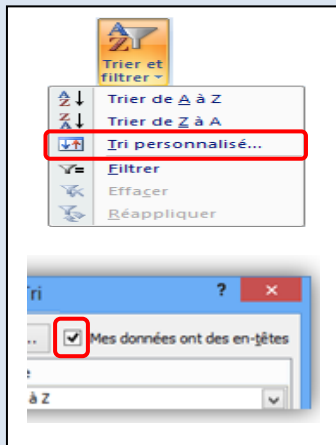 Trier et
filtrer
Trier de A à Z
Trier de Z à A
Tri personnalisé...
Filtrer
Effacer
Réappliquer
Tri ?
... Mes données ont des en-têtes
à Z